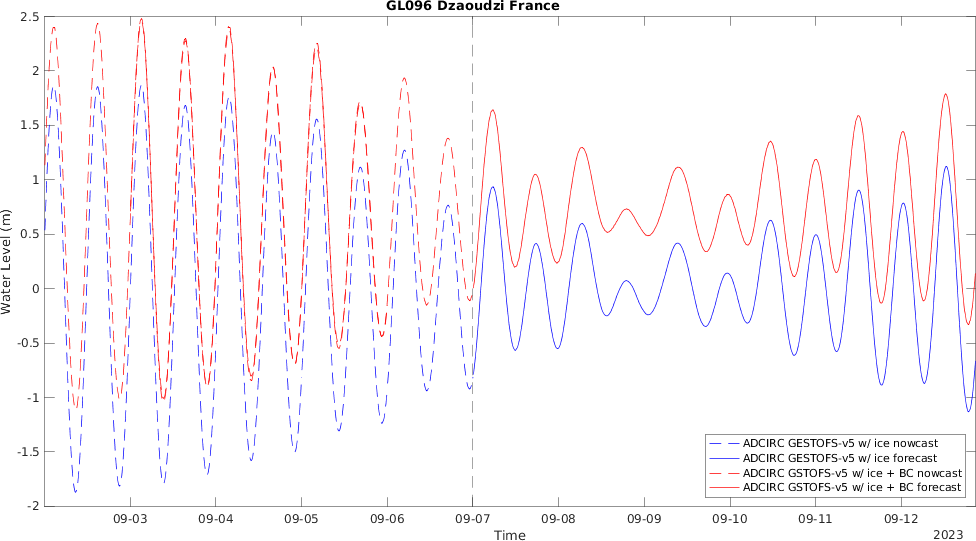 GL096 Dzaoudzi France
2.5
2
1.5
1
0.5
0
-0.5
-1
-1.5
-2
Water Level (m)
09-03 09-04 09-05 09-06 09-07 09-08 09-09 09-10 09-11 09-12
Time
2023
ADCIRC GESTOFS-v5 w/ ice nowcast
ADCIRC GESTOFS-v5 w/ ice forecast
ADCIRC GSTOFS-v5 w/ ice + BC nowcast
ADCIRC GSTOFS-v5 w/ ice + BC forecast